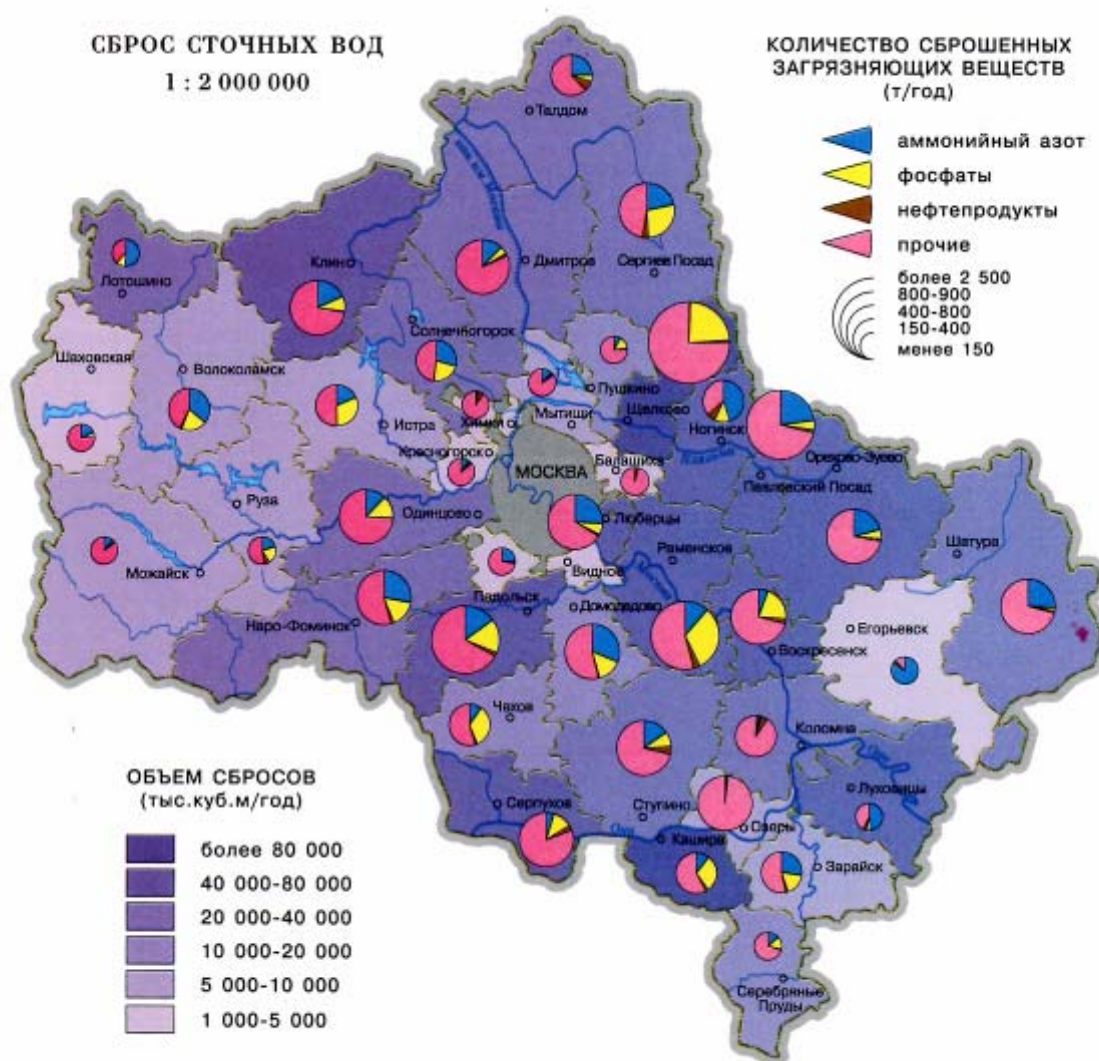 СБРОС СТОЧНЫХ ВОД
1 : 2 000 000
КОЛИЧЕСТВО СБРОШЕННЫХ
ЗАГРЯЗНЯЮЩИХ ВЕЩЕСТВ
(т/год)
аммонийный азот
фосфаты
нефтепродукты
прочие
более 2 500
800-900
400-800
150-400
менее 150
Талдом
Дмитров
Сергиев Посад
Клин
Лотошино
Солнечногорск
Шаховская
Волоколамск
Пушкино
Щелково
Мытищи
Ногинск
Истра
Химки
Красногорск
МОСКВА
Балашиха
Орехово-Зуево
Павловский Посад
Руза
Одинцово
Люберцы
Раменское
Шатура
Можайск
Видное
Подольск
Домодедово
Наро-Фоминск
Егорьевск
Воскресенск
Чехов
Коломна
Луховицы
Серпухов
Ступино
Озеры
Ока
Кашира
Зарайск
Серебряные
Пруды
ОБЪЕМ СБРОСОВ
(тыс.куб.м/год)
более 80 000
40 000-80 000
20 000-40 000
10 000-20 000
5 000-10 000
1 000-5 000